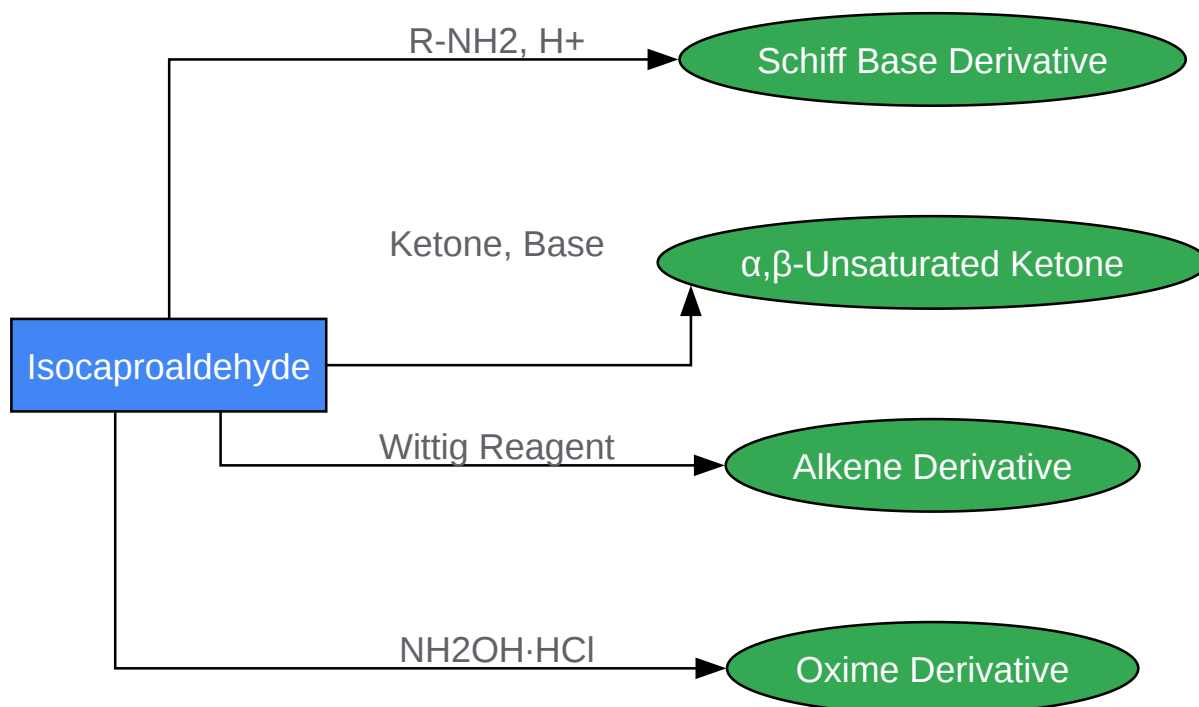 R-NH2, H+
Schiff Base Derivative
Ketone, Base
α,β-Unsaturated Ketone
Isocaproaldehyde
Wittig Reagent
Alkene Derivative
NH2OH·HCl
Oxime Derivative